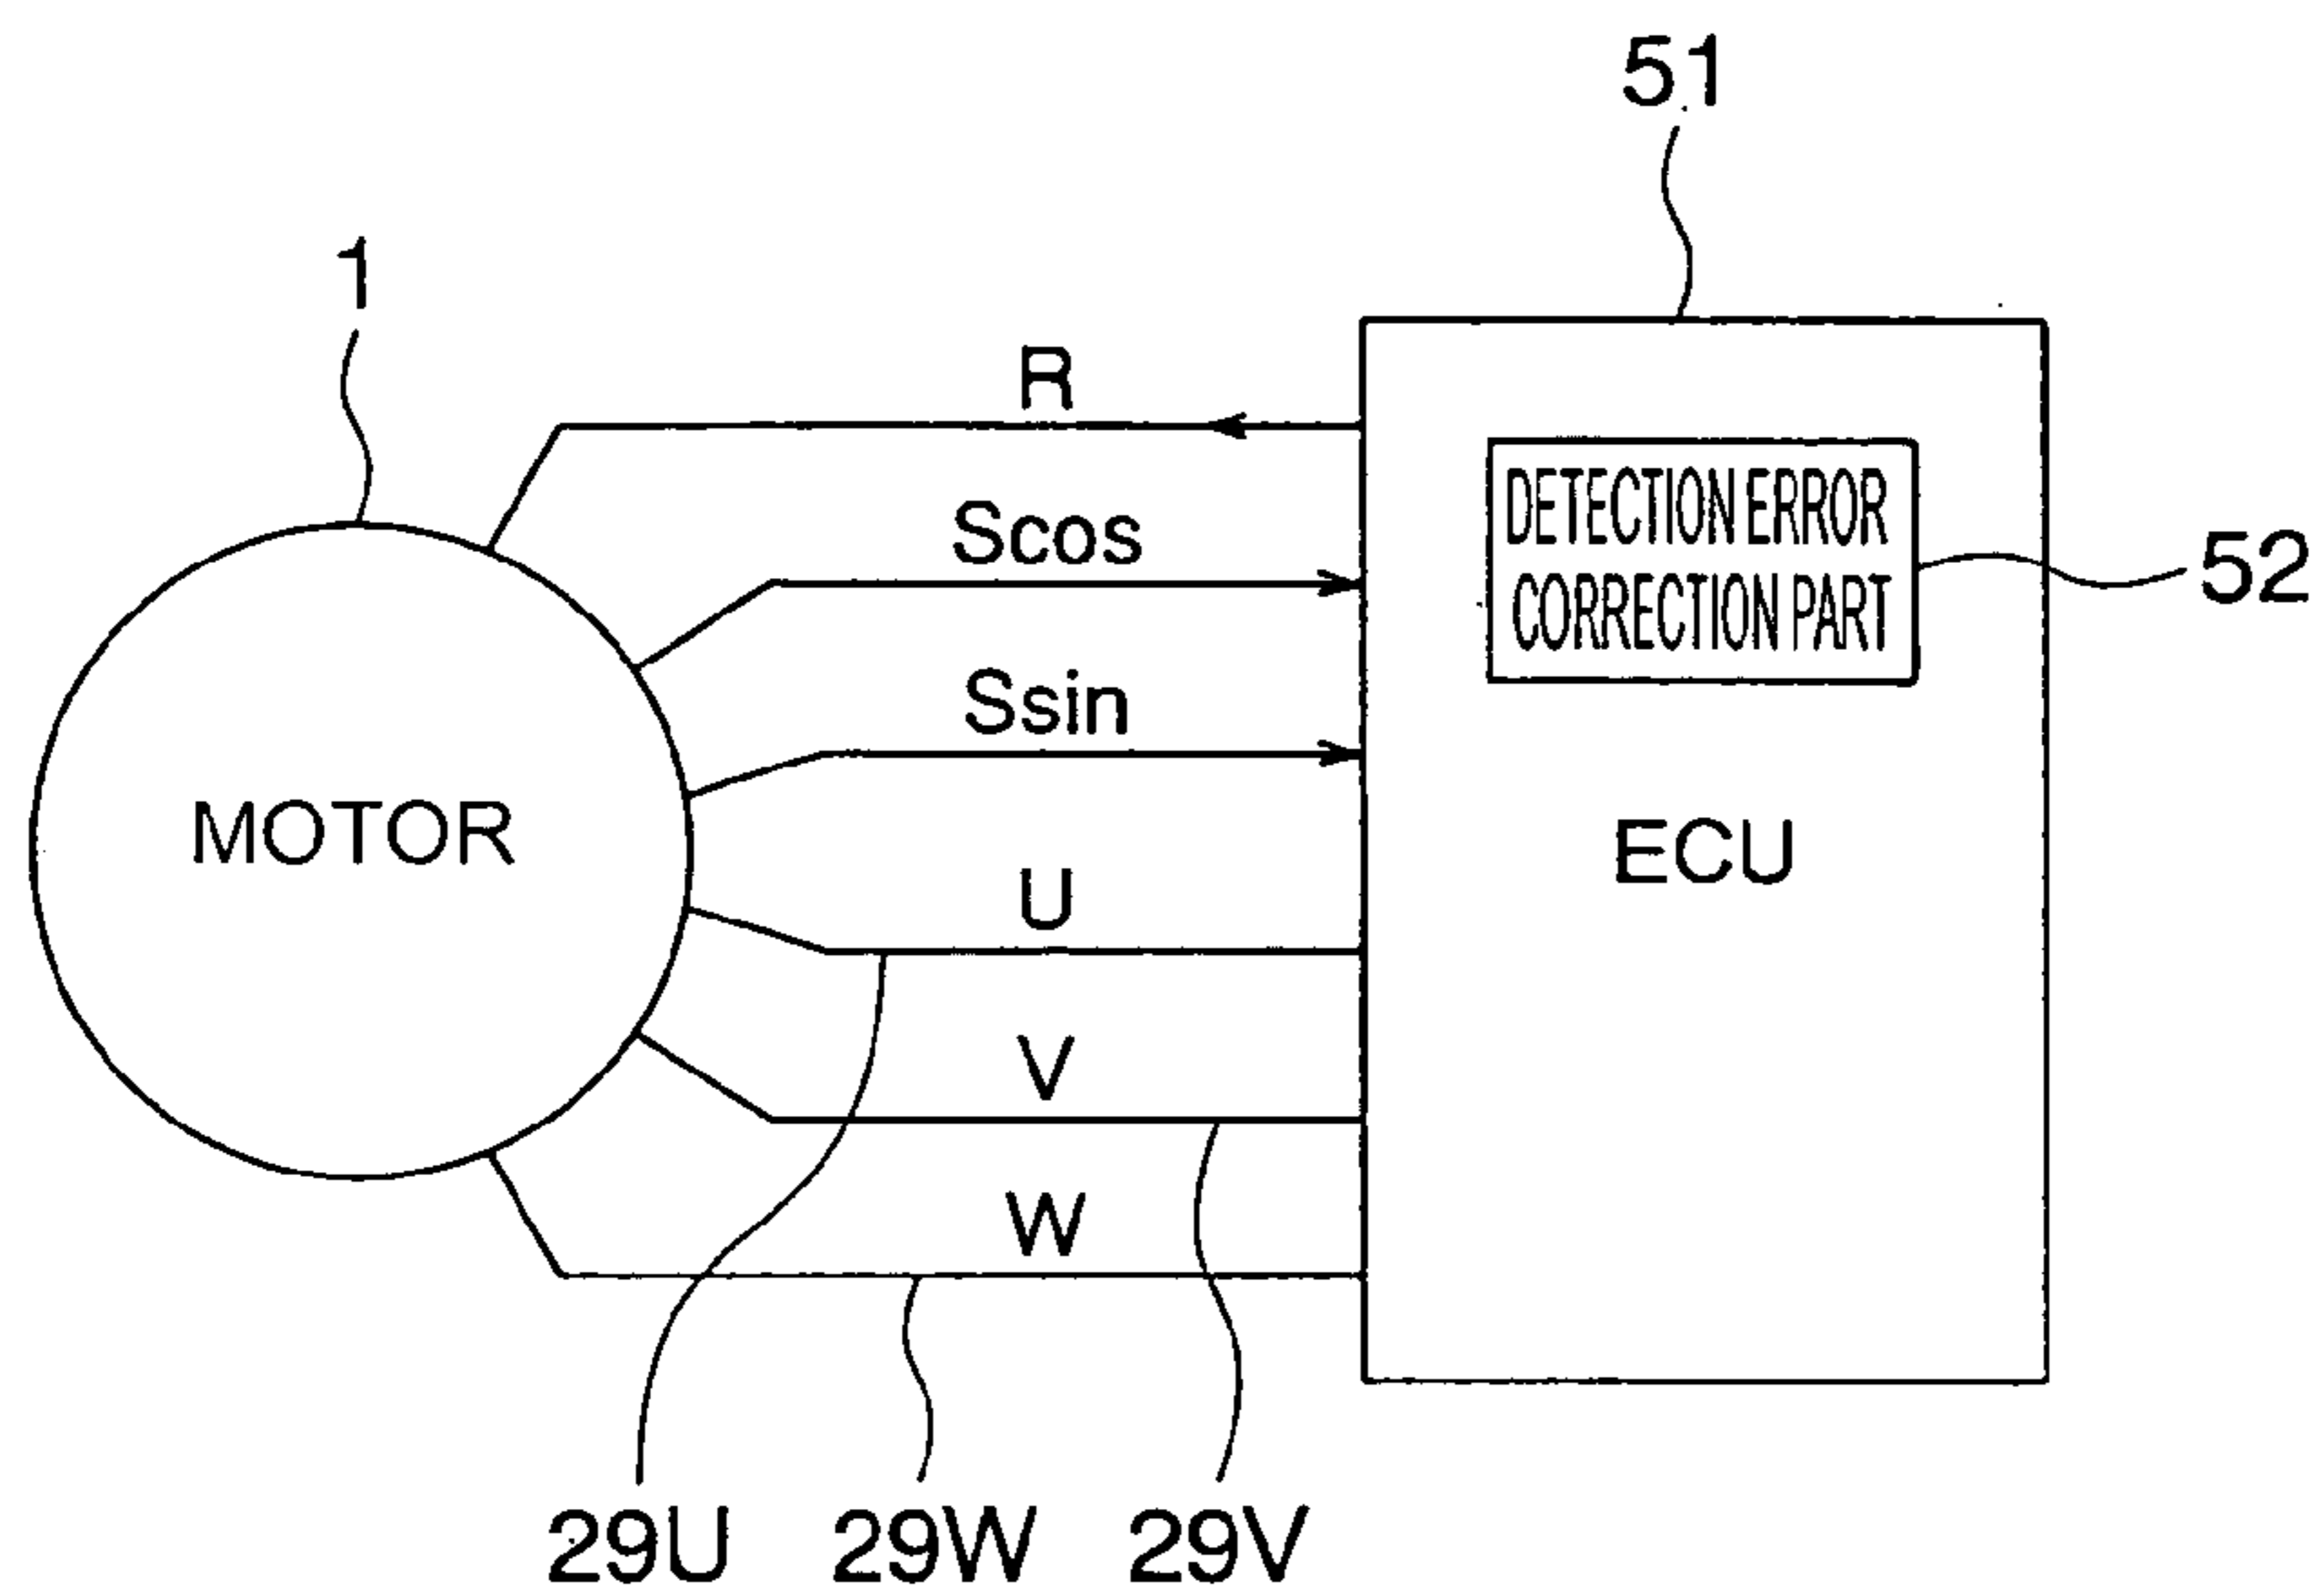 51
1
R
Scos
DETECTION ERROR
CORRECTION PART
52
Ssin
MOTOR
ECU
U
V
W
29U 29W 29V